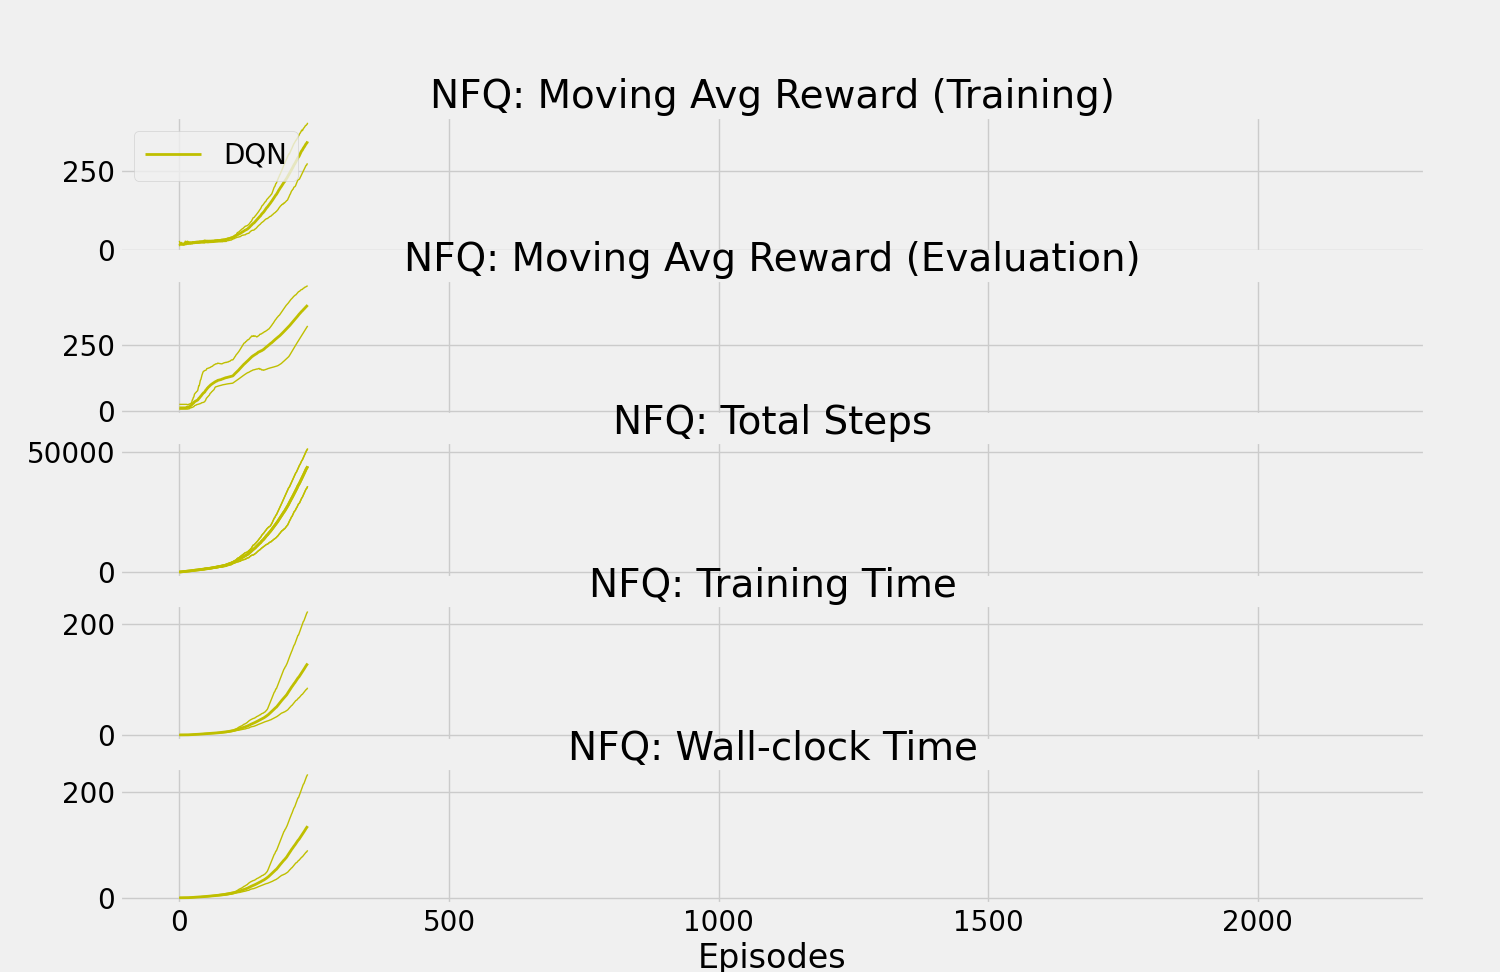 NFQ: Moving Avg Reward (Training)
DQN
250
0
NFQ: Moving Avg Reward (Evaluation)
250
0
NFQ: Total Steps
50000
0
NFQ: Training Time
200
0
NFQ: Wall-clock Time
200
0
0 500 1000 1500 2000
Episodes